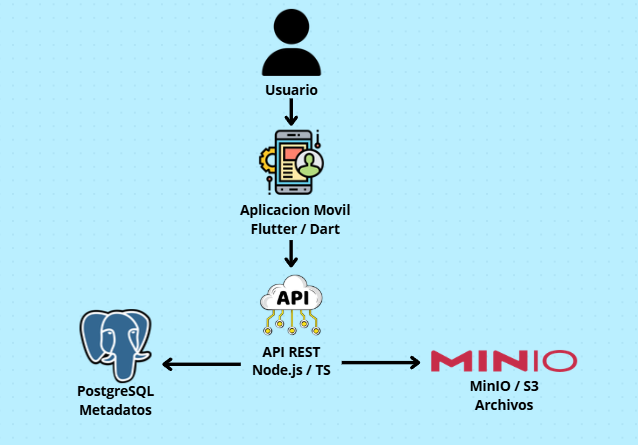 Usuario
Aplicacion Movil
Flutter / Dart
API
API REST
Node.js / TS
PostgreSQL
Metadatos
MINIO
MinIO / S3
Archivos